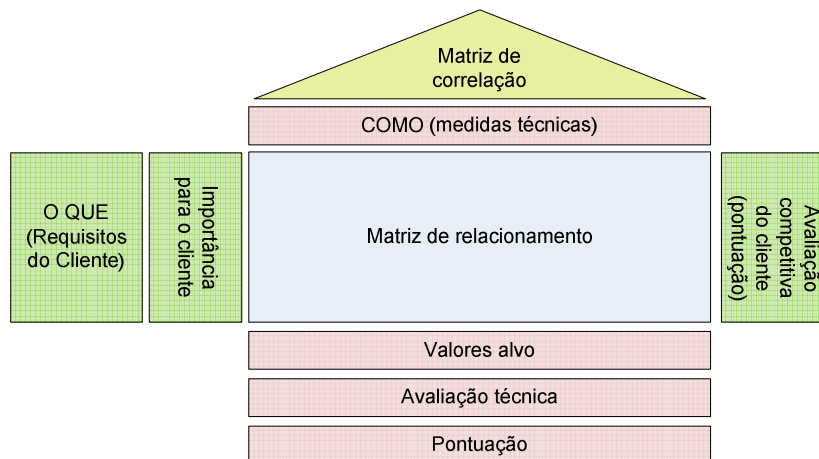 Matriz de
correlação
COMO (medidas técnicas)
O QUE
(Requisitos
do Cliente)
Importância
para o cliente
Matriz de relacionamento
Avaliação
competitiva
do cliente
(pontuação)
Valores alvo
Avaliação técnica
Pontuação